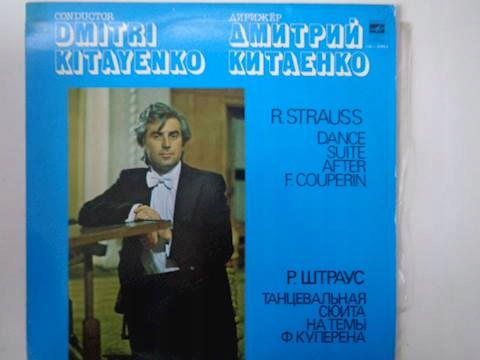 CONDUCTOR
DMITRI
KITAYENKO
ДИРИЖЁР
ДМИТРИЙ
КИТАЕНКО
R. STRAUSS
DANCE
SUITE
AFTER
F. COUPERIN
Р. ШТРАУС
ТАНЦЕВАЛЬНАЯ
СЮИТА
НА ТЕМЫ
Ф. КУПЕРЕНА